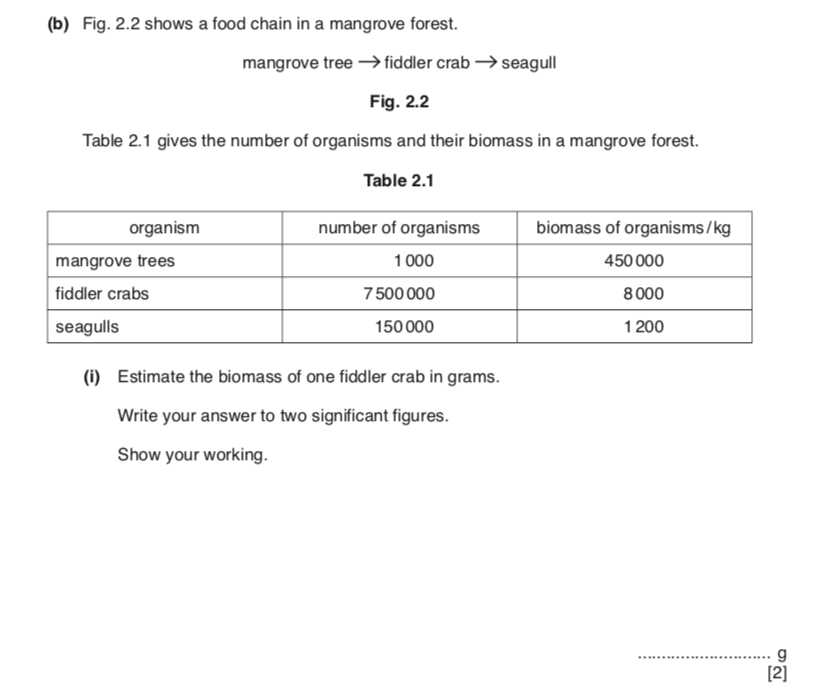 (b) Fig. 2.2 shows a food chain in a mangrove forest.
mangrove tree → fiddler crab → seagull
Fig. 2.2
Table 2.1 gives the number of organisms and their biomass in a mangrove forest.
Table 2.1
organism number of organisms biomass of organisms / kg
mangrove trees 1 000 450 000
fiddler crabs 7 500 000 8 000
seagulls 150 000 1 200
(i) Estimate the biomass of one fiddler crab in grams.
Write your answer to two significant figures.
Show your working.
........................... g
[2]